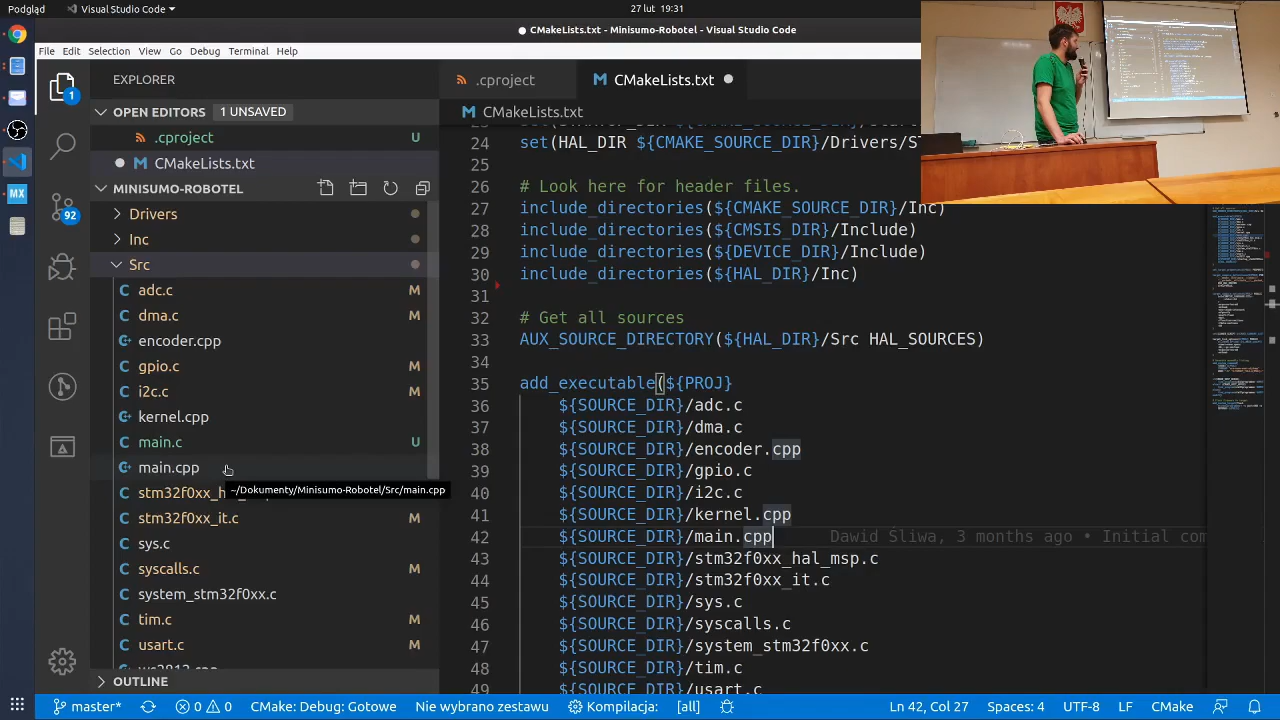 Podgląd
Visual Studio Code
27 lut 19:31
CMakeLists.txt - Minisumo-Robotel - Visual Studio Code
File Edit Selection View Go Debug Terminal Help
EXPLORER
.cproject
CMakeLists.txt
OPEN EDITORS 1 UNSAVED
CMakeLists.txt
.cproject U
CMakeLists.txt
MINISUMO-ROBOTEL
Drivers
Inc
Src
adc.c M
dma.c M
encoder.cpp
gpio.c M
i2c.c M
kernel.cpp
main.c U
main.cpp
~/Dokumenty/Minisumo-Robotel/Src/main.cpp
stm32f0xx_it.c M
sys.c
syscalls.c M
system_stm32f0xx.c
tim.c M
usart.c M
OUTLINE
1
92
MX
24 set(HAL_DIR ${CMAKE_SOURCE_DIR}/Drivers/ST
25
26 # Look here for header files.
27 include_directories(${CMAKE_SOURCE_DIR}/Inc)
28 include_directories(${CMSIS_DIR}/Include)
29 include_directories(${DEVICE_DIR}/Include)
30 include_directories(${HAL_DIR}/Inc)
31
32 Get all sources
33 AUX_SOURCE_DIRECTORY(${HAL_DIR}/Src HAL_SOURCES)
34
35 add_executable(${PROJ}
36 ${SOURCE_DIR}/adc.c
37 ${SOURCE_DIR}/dma.c
38 ${SOURCE_DIR}/encoder.cpp
39 ${SOURCE_DIR}/gpio.c
40 ${SOURCE_DIR}/i2c.c
41 ${SOURCE_DIR}/kernel.cpp
42 ${SOURCE_DIR}/main.cpp Dawid Śliwa, 3 months ago • Initial com
43 ${SOURCE_DIR}/stm32f0xx_hal_msp.c
44 ${SOURCE_DIR}/stm32f0xx_it.c
45 ${SOURCE_DIR}/sys.c
46 ${SOURCE_DIR}/syscalls.c
47 ${SOURCE_DIR}/system_stm32f0xx.c
48 ${SOURCE_DIR}/tim.c
49 ${SOURCE_DIR}/usart.c
master* 0 0 CMake: Debug: Gotowe Nie wybrano zestawu Kompilacja: [all] Ln 42, Col 27 Spaces: 4 UTF-8 LF CMake